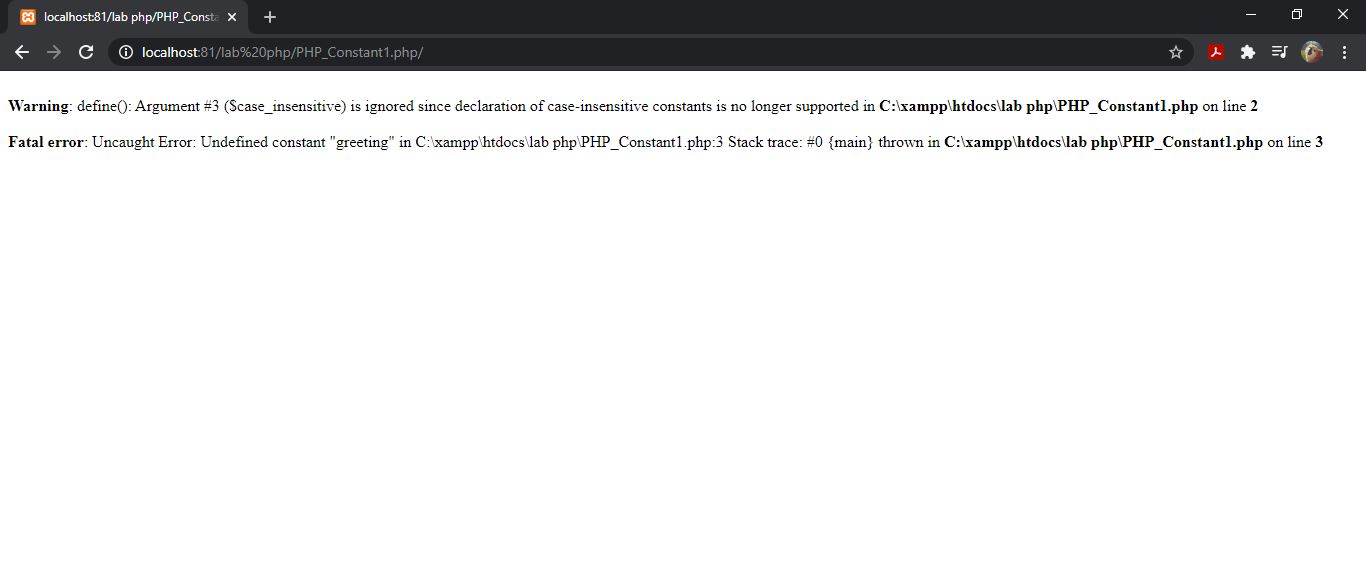 localhost:81/lab php/PHP_Consta
localhost:81/lab%20php/PHP_Constant1.php/
Warning: define(): Argument #3 ($case_insensitive) is ignored since declaration of case-insensitive constants is no longer supported in C:\xampp\htdocs\lab php\PHP_Constant1.php on line 2
Fatal error: Uncaught Error: Undefined constant "greeting" in C:\xampp\htdocs\lab php\PHP_Constant1.php:3 Stack trace: #0 {main} thrown in C:\xampp\htdocs\lab php\PHP_Constant1.php on line 3